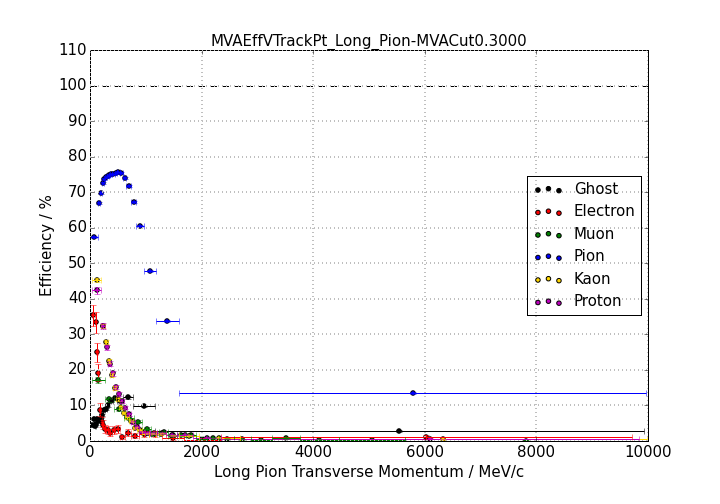 MVAEffVTrackPt_Long_Pion-MVACut0.3000
110
100
90
80
70
60
50
40
30
20
10
0
Efficiency / %
Ghost
Electron
Muon
Pion
Kaon
Proton
0 2000 4000 6000 8000 10000
Long Pion Transverse Momentum / MeV/c